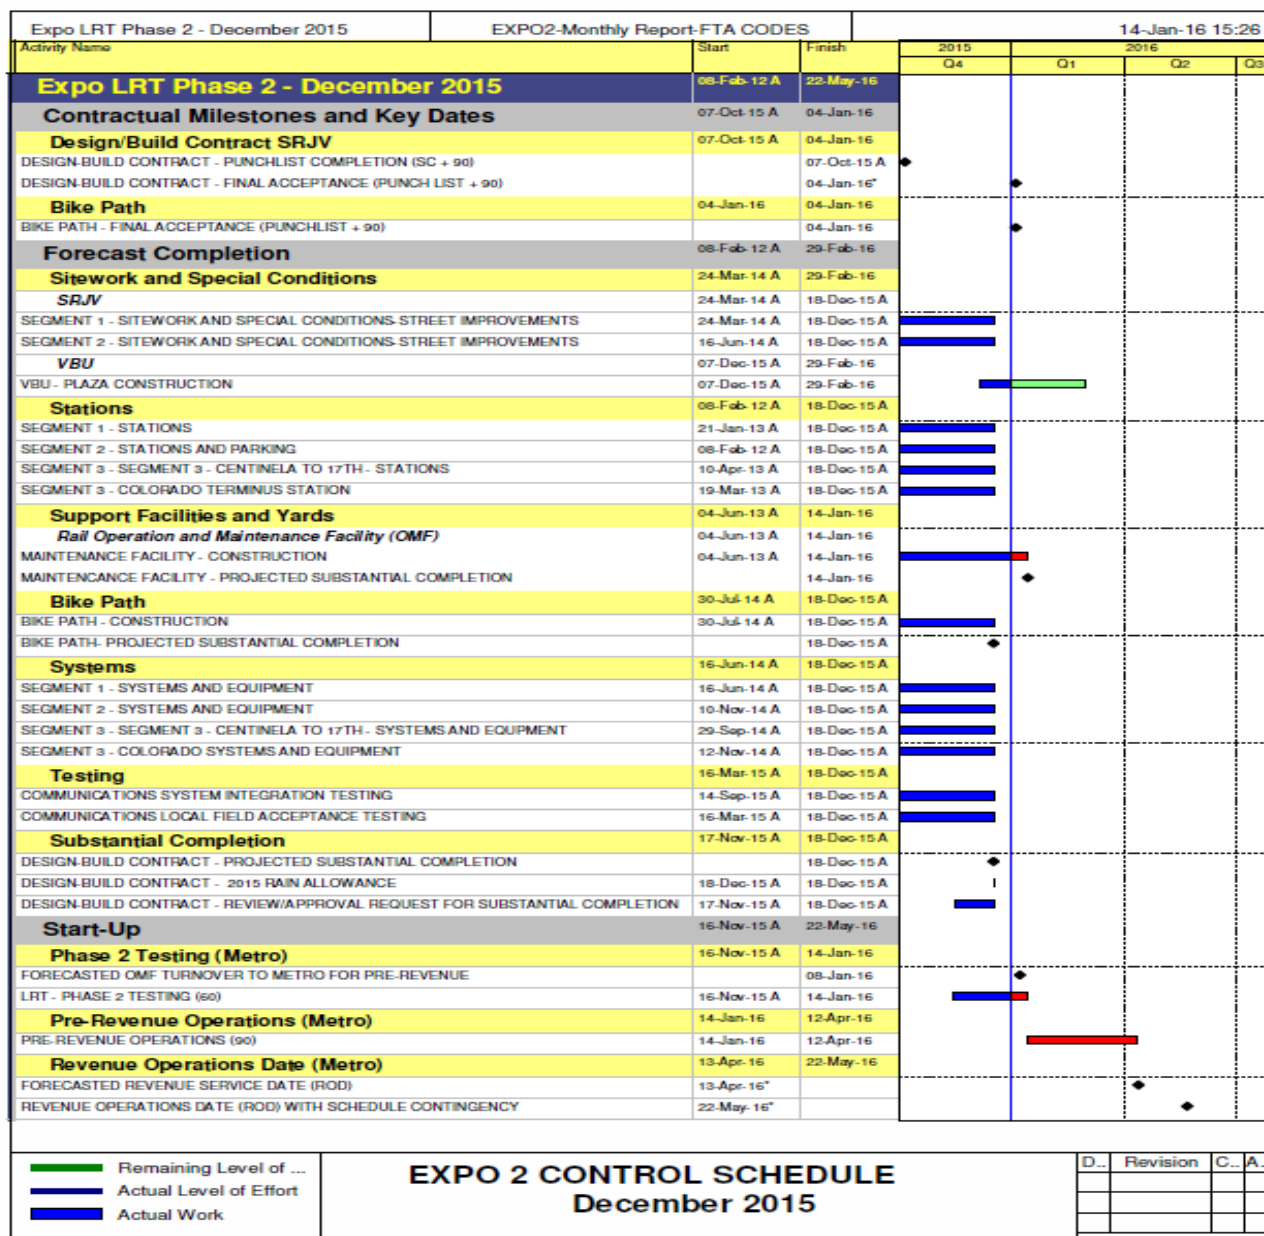 Expo LRT Phase 2 - December 2015 EXPO2-Monthly Report-FTA CODES 14-Jan-16 15:26
Activity Name Start Finish 2015 2016
Q4 Q1 Q2 Q3
Expo LRT Phase 2 - December 2015 08-Feb-12 A 22-May-16
Contractual Milestones and Key Dates 07-Oct-15 A 04-Jan-16
Design/Build Contract SRJV 07-Oct-15 A 04-Jan-16
DESIGN-BUILD CONTRACT - PUNCHLIST COMPLETION (SC + 90) 07-Oct-15 A
DESIGN-BUILD CONTRACT - FINAL ACCEPTANCE (PUNCH LIST + 90) 04-Jan-16*
Bike Path 04-Jan-16 04-Jan-16
BIKE PATH - FINAL ACCEPTANCE (PUNCHLIST + 90) 04-Jan-16
Forecast Completion 08-Feb-12 A 29-Feb-16
Sitework and Special Conditions 24-Mar-14 A 29-Feb-16
SRJV 24-Mar-14 A 18-Dec-15 A
SEGMENT 1 - SITEWORK AND SPECIAL CONDITIONS-STREET IMPROVEMENTS 24-Mar-14 A 18-Dec-15 A
SEGMENT 2 - SITEWORK AND SPECIAL CONDITIONS-STREET IMPROVEMENTS 16-Jun-14 A 18-Dec-15 A
VBU 07-Dec-15 A 29-Feb-16
VBU - PLAZA CONSTRUCTION 07-Dec-15 A 29-Feb-16
Stations 08-Feb-12 A 18-Dec-15 A
SEGMENT 1 - STATIONS 21-Jan-13 A 18-Dec-15 A
SEGMENT 2 - STATIONS AND PARKING 08-Feb-12 A 18-Dec-15 A
SEGMENT 3 - SEGMENT 3 - CENTINELA TO 17TH - STATIONS 10-Apr-13 A 18-Dec-15 A
SEGMENT 3 - COLORADO TERMINUS STATION 19-Mar-13 A 18-Dec-15 A
Support Facilities and Yards 04-Jun-13 A 14-Jan-16
Rail Operation and Maintenance Facility (OMF) 04-Jun-13 A 14-Jan-16
MAINTENANCE FACILITY - CONSTRUCTION 04-Jun-13 A 14-Jan-16
MAINTENCANCE FACILITY - PROJECTED SUBSTANTIAL COMPLETION 14-Jan-16
Bike Path 30-Jul-14 A 18-Dec-15 A
BIKE PATH - CONSTRUCTION 30-Jul-14 A 18-Dec-15 A
BIKE PATH- PROJECTED SUBSTANTIAL COMPLETION 18-Dec-15 A
Systems 16-Jun-14 A 18-Dec-15 A
SEGMENT 1 - SYSTEMS AND EQUIPMENT 16-Jun-14 A 18-Dec-15 A
SEGMENT 2 - SYSTEMS AND EQUIPMENT 10-Nov-14 A 18-Dec-15 A
SEGMENT 3 - SEGMENT 3 - CENTINELA TO 17TH - SYSTEMS AND EQUPMENT 29-Sep-14 A 18-Dec-15 A
SEGMENT 3 - COLORADO SYSTEMS AND EQUIPMENT 12-Nov-14 A 18-Dec-15 A
Testing 16-Mar-15 A 18-Dec-15 A
COMMUNICATIONS SYSTEM INTEGRATION TESTING 14-Sep-15 A 18-Dec-15 A
COMMUNICATIONS LOCAL FIELD ACCEPTANCE TESTING 16-Mar-15 A 18-Dec-15 A
Substantial Completion 17-Nov-15 A 18-Dec-15 A
DESIGN-BUILD CONTRACT - PROJECTED SUBSTANTIAL COMPLETION 18-Dec-15 A
DESIGN-BUILD CONTRACT - 2015 RAIN ALLOWANCE 18-Dec-15 A 18-Dec-15 A
DESIGN-BUILD CONTRACT - REVIEW/APPROVAL REQUEST FOR SUBSTANTIAL COMPLETION 17-Nov-15 A 18-Dec-15 A
Start-Up 16-Nov-15 A 22-May-16
Phase 2 Testing (Metro) 16-Nov-15 A 14-Jan-16
FORECASTED OMF TURNOVER TO METRO FOR PRE-REVENUE 08-Jan-16
LRT - PHASE 2 TESTING (60) 16-Nov-15 A 14-Jan-16
Pre-Revenue Operations (Metro) 14-Jan-16 12-Apr-16
PRE-REVENUE OPERATIONS (90) 14-Jan-16 12-Apr-16
Revenue Operations Date (Metro) 13-Apr-16 22-May-16
FORECASTED REVENUE SERVICE DATE (ROD) 13-Apr-16*
REVENUE OPERATIONS DATE (ROD) WITH SCHEDULE CONTINGENCY 22-May-16*
Remaining Level of ...
Actual Level of Effort
Actual Work
EXPO 2 CONTROL SCHEDULE
December 2015
D.. Revision C.. A.